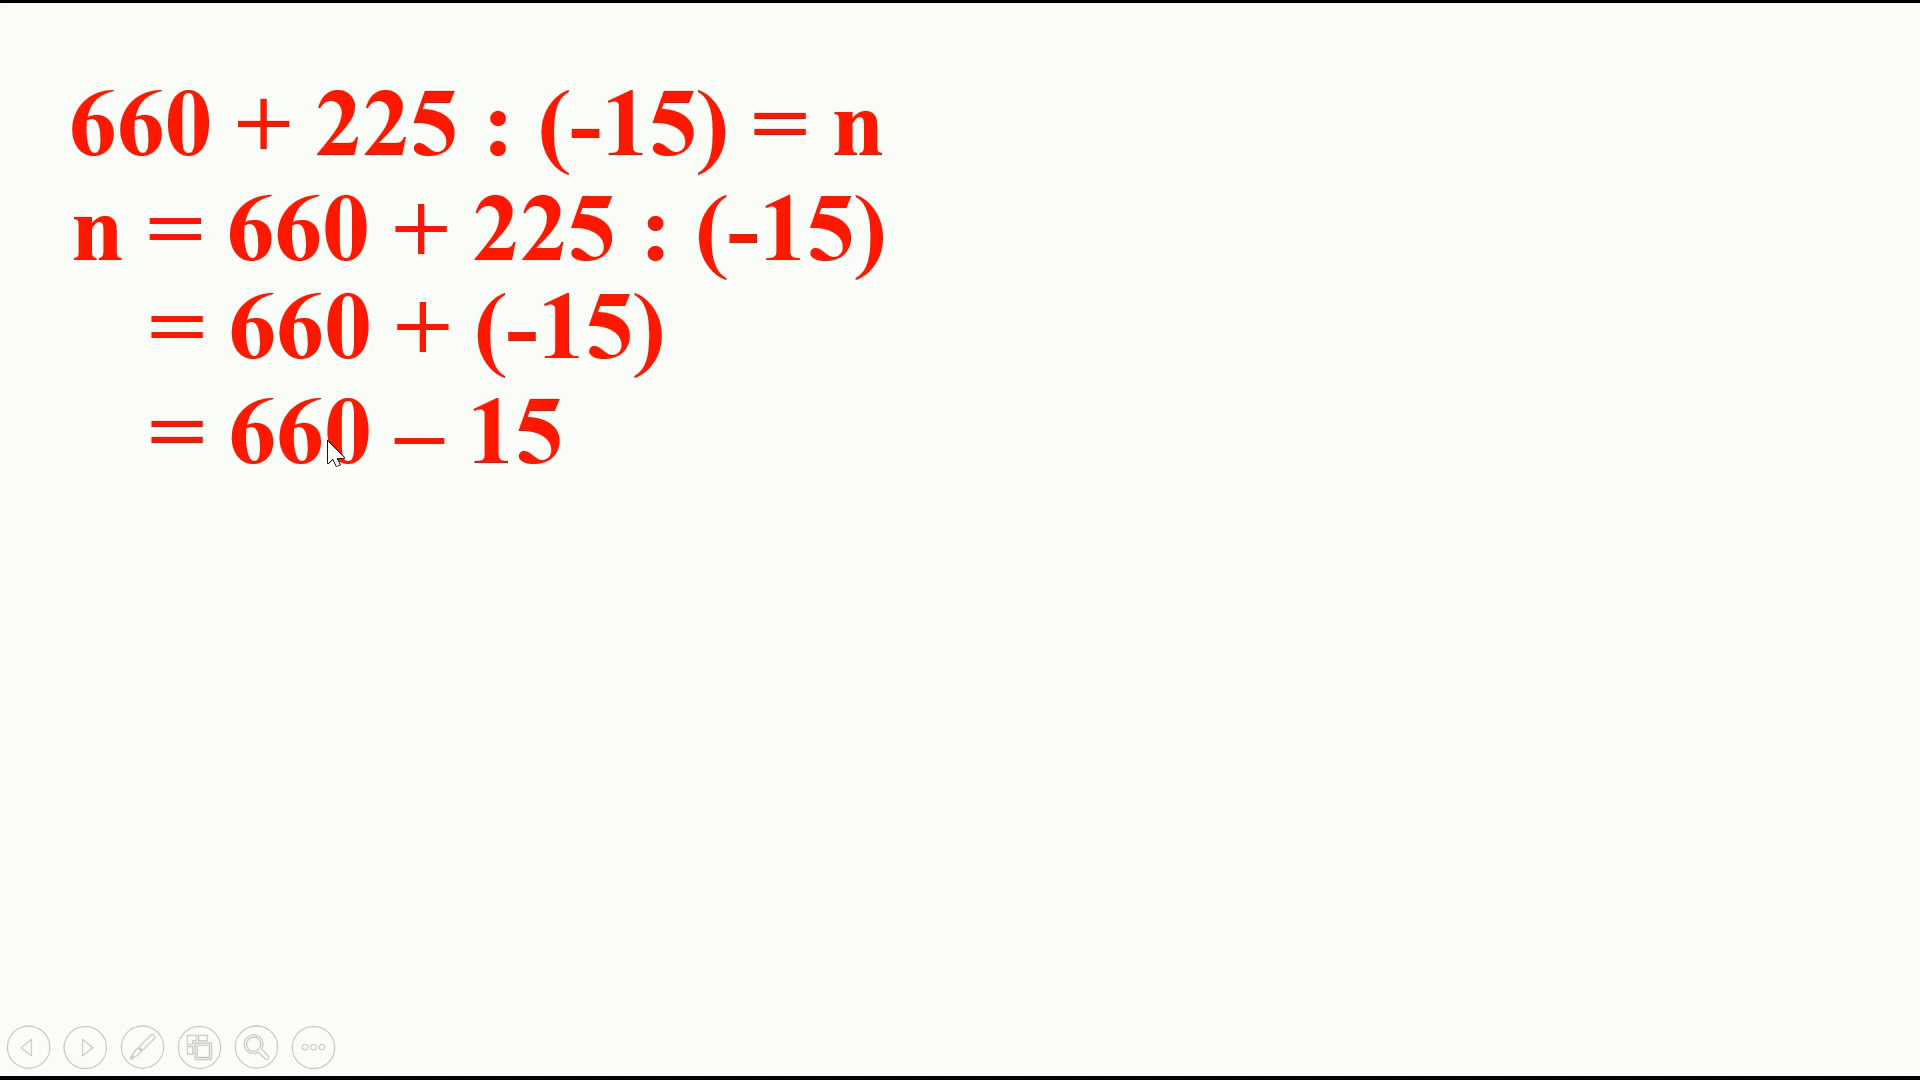 660 + 225 : (-15) = n
n = 660 + 225 : (-15)
= 660 + (-15)
= 660 – 15